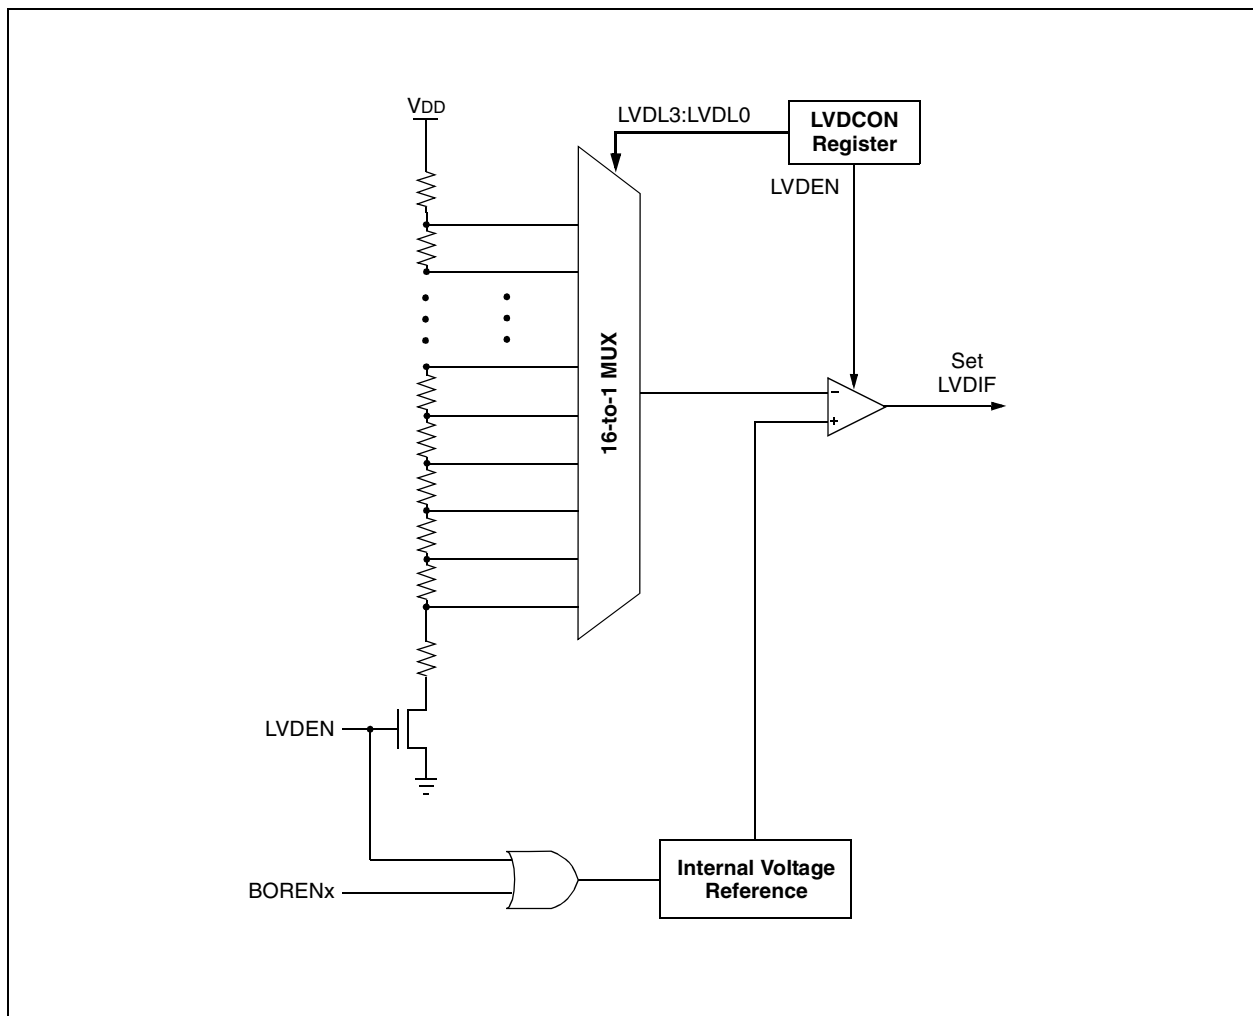 VDD
LVDL3:LVDL0
LVDCON
Register
LVDEN
16-to-1 MUX
Set
LVDIF
–
+
LVDEN
BORENx
Internal Voltage
Reference